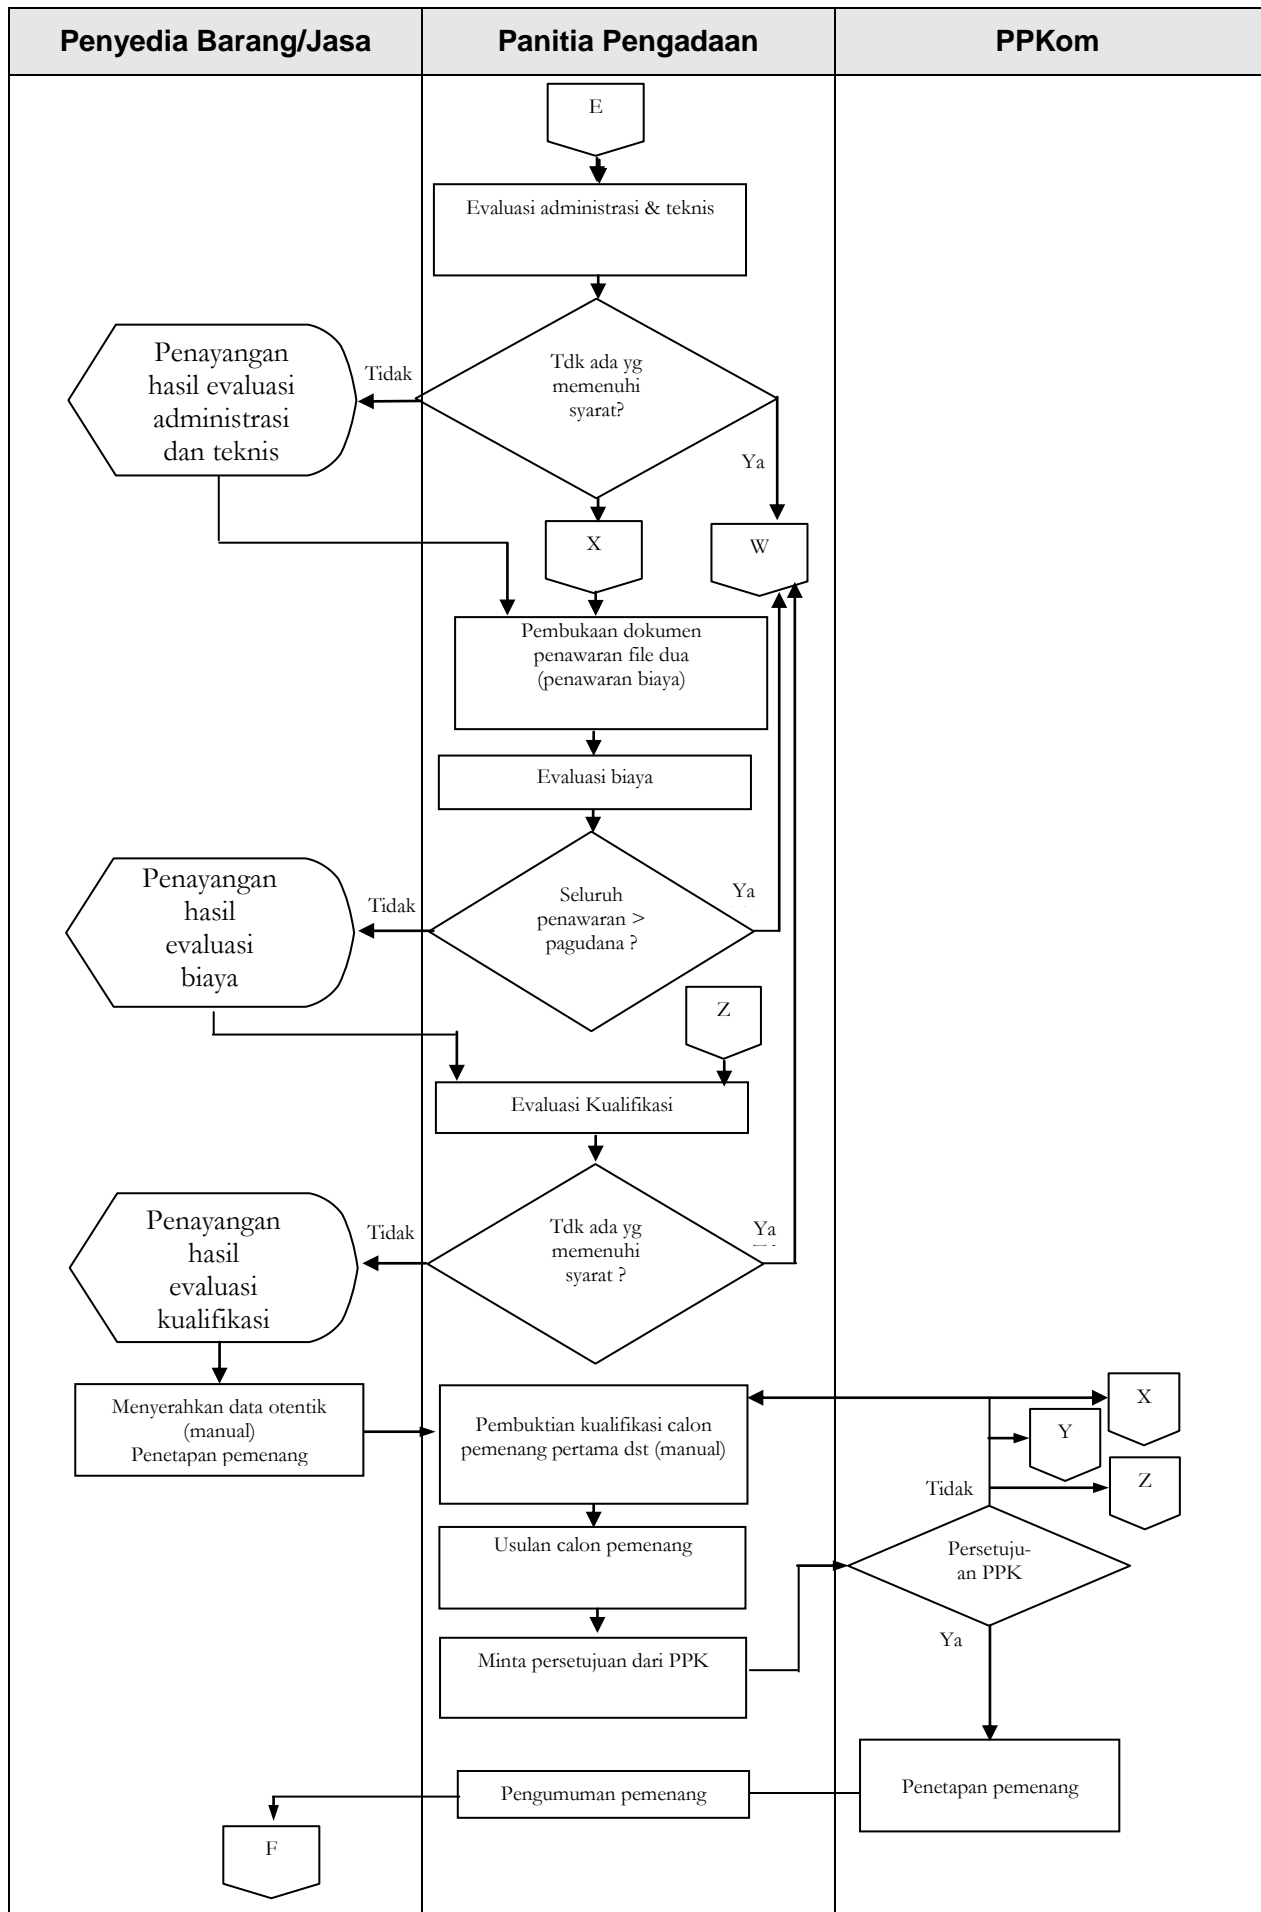 Penyedia Barang/Jasa
Panitia Pengadaan
PPKom
E
Evaluasi administrasi & teknis
Penayangan
hasil evaluasi
administrasi
dan teknis
Tidak
Tdk ada yg
memenuhi
syarat?
Ya
X
W
Pembukaan dokumen
penawaran file dua
(penawaran biaya)
Evaluasi biaya
Penayangan
hasil
evaluasi
biaya
Tidak
Seluruh
penawaran >
pagudana ?
Ya
Z
Evaluasi Kualifikasi
Penayangan
hasil
evaluasi
kualifikasi
Tidak
Tdk ada yg
memenuhi
syarat ?
Ya
Menyerahkan data otentik
(manual)
Penetapan pemenang
Pembuktian kualifikasi calon
pemenang pertama dst (manual)
X
Y
Z
Tidak
Usulan calon pemenang
Persetuju-
an PPK
Ya
Minta persetujuan dari PPK
Penetapan pemenang
Pengumuman pemenang
F